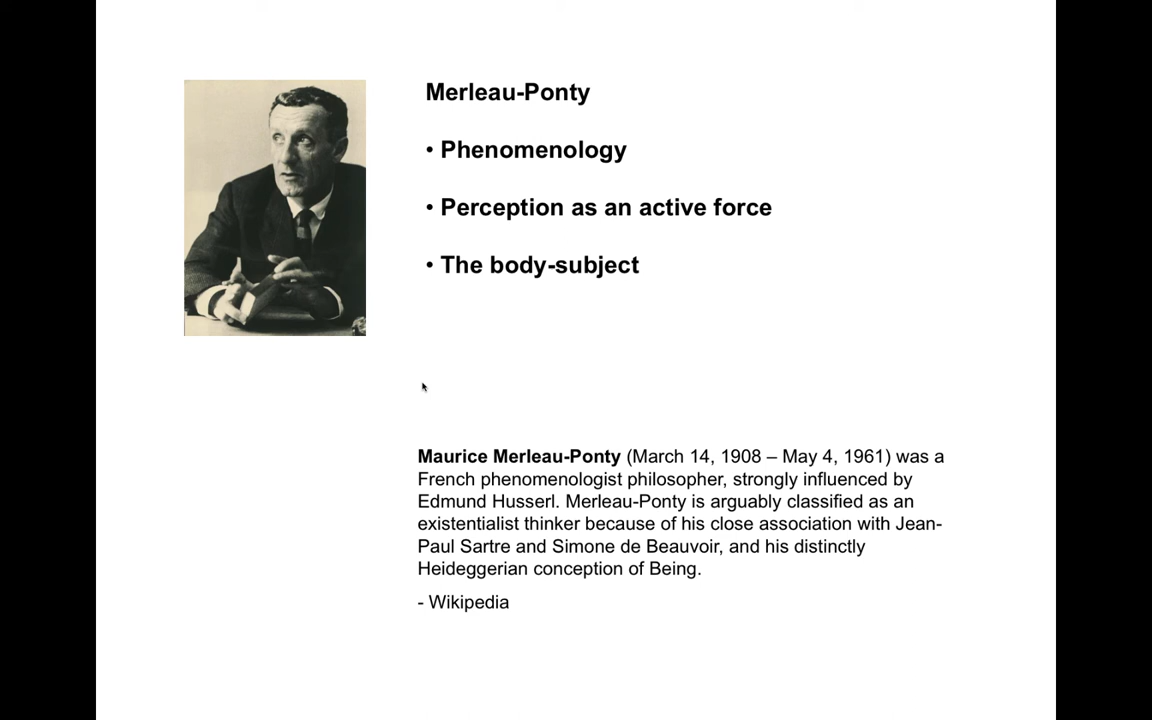 Merleau-Ponty
• Phenomenology
• Perception as an active force
• The body-subject
Maurice Merleau-Ponty (March 14, 1908 – May 4, 1961) was a
French phenomenologist philosopher, strongly influenced by
Edmund Husserl. Merleau-Ponty is arguably classified as an
existentialist thinker because of his close association with Jean-
Paul Sartre and Simone de Beauvoir, and his distinctly
Heideggerian conception of Being.
- Wikipedia